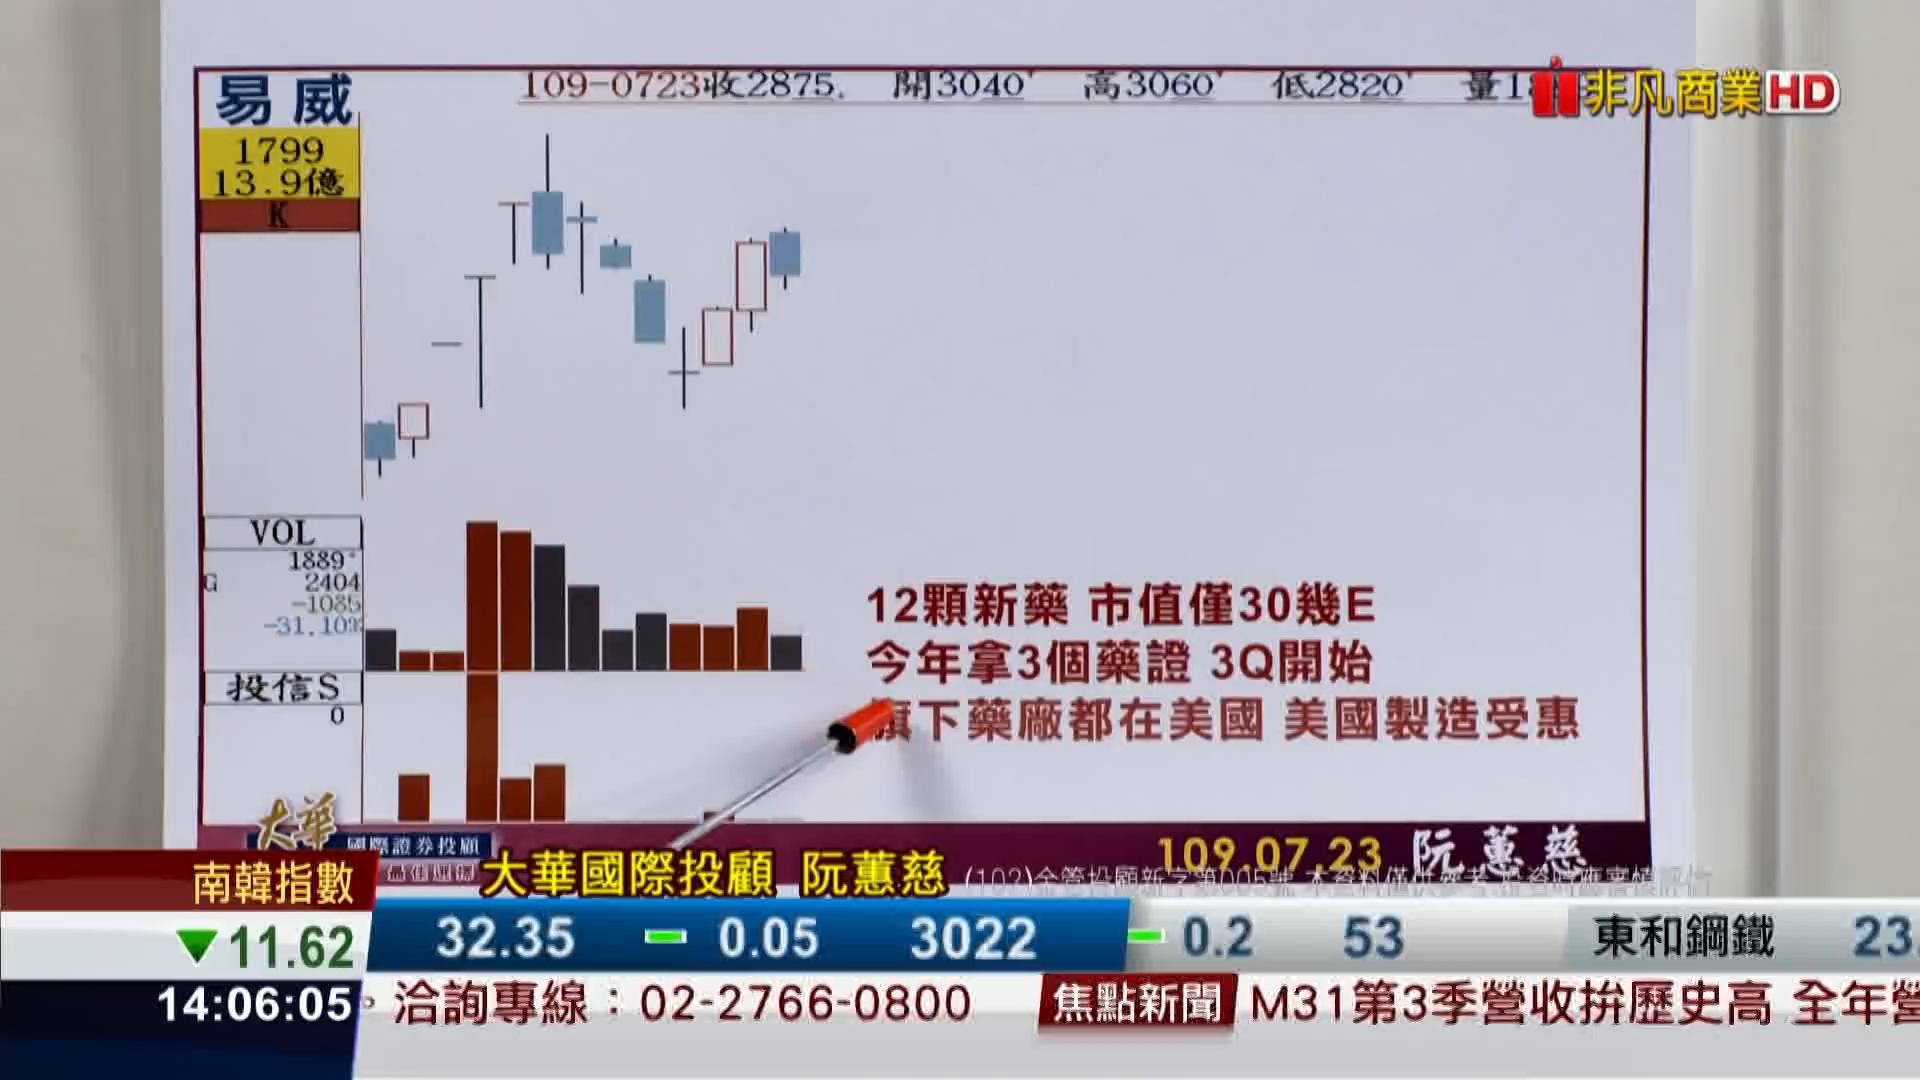 易威
109-0723收2875. 開3040 高3060 低2820
非凡商業HD
1799
13.9億
K
VOL
1889
G 2404
-1085
-31.10%
投信S
0
12顆新藥 市值僅30幾E
今年拿3個藥證 3Q開始
旗下藥廠都在美國 美國製造受惠
大華國際證券投顧
109.07.23 阮蕙慈
大華國際投顧 阮蕙慈
南韓指數
▼11.62
32.35 0.05 3022 0.2 53 東和鋼鐵 23
14:06:05
洽詢專線：02-2766-0800 焦點新聞 M31第3季營收拚歷史高 全年營